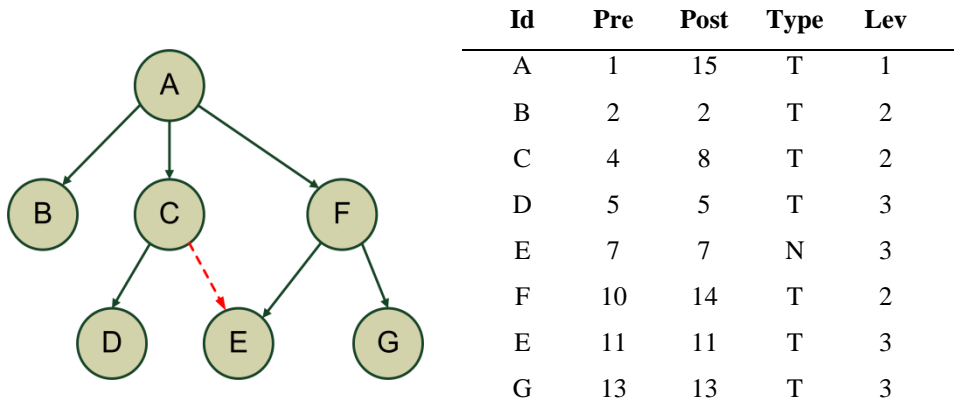 A
B
C
F
D
E
G
Id Pre Post Type Lev
A 1 15 T 1
B 2 2 T 2
C 4 8 T 2
D 5 5 T 3
E 7 7 N 3
F 10 14 T 2
E 11 11 T 3
G 13 13 T 3